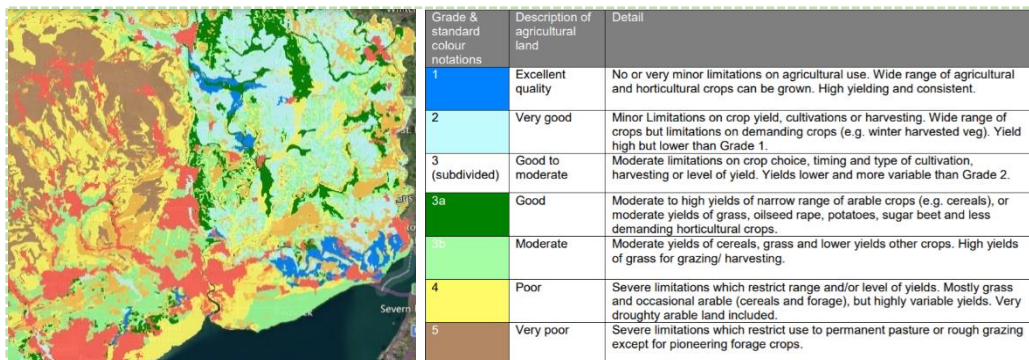 Grade &
standard
colour
notations
Description of
agricultural
land
Detail
1
Excellent
quality
No or very minor limitations on agricultural use. Wide range of agricultural
and horticultural crops can be grown. High yielding and consistent.
2
Very good
Minor Limitations on crop yield, cultivations or harvesting. Wide range of
crops but limitations on demanding crops (e.g. winter harvested veg). Yield
high but lower than Grade 1.
3
(subdivided)
Good to
moderate
Moderate limitations on crop choice, timing and type of cultivation,
harvesting or level of yield. Yields lower and more variable than Grade 2.
3a
Good
Moderate to high yields of narrow range of arable crops (e.g. cereals), or
moderate yields of grass, oilseed rape, potatoes, sugar beet and less
demanding horticultural crops.
3b
Moderate
Moderate yields of cereals, grass and lower yields other crops. High yields
of grass for grazing/ harvesting.
4
Poor
Severe limitations which restrict range and/or level of yields. Mostly grass
and occasional arable (cereals and forage), but highly variable yields. Very
droughty arable land included.
5
Very poor
Severe limitations which restrict use to permanent pasture or rough grazing
except for pioneering forage crops.
Severn